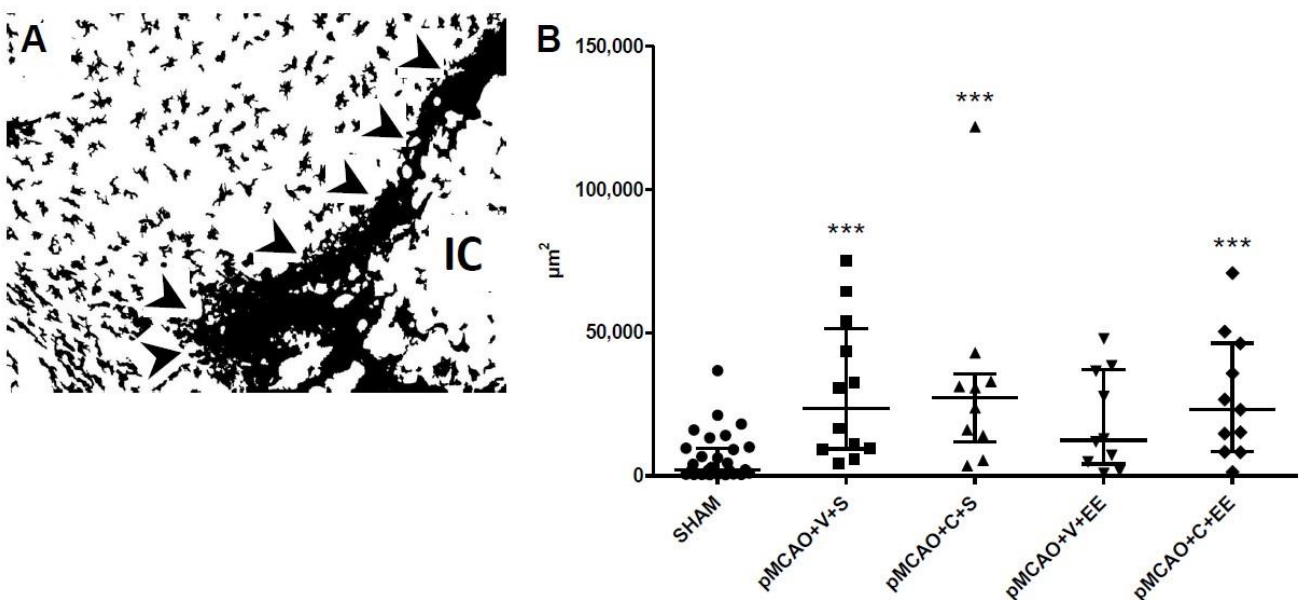 A
IC
B
150,000
100,000
50,000
0
µm²
***
***
***
SHAM
pMCAO+V+S
pMCAO+C+S
pMCAO+V+EE
pMCAO+C+EE